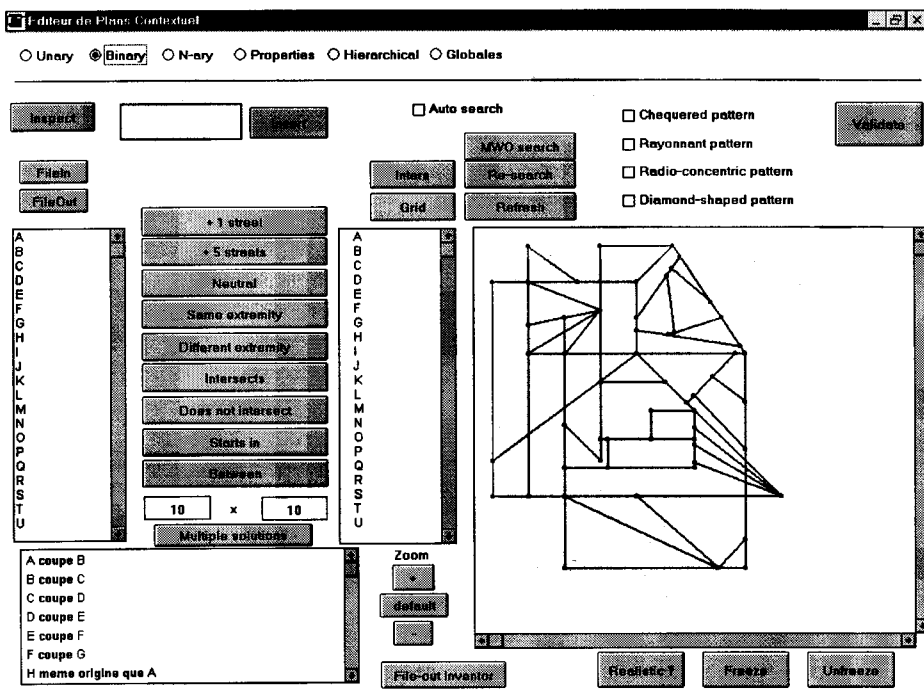 Editeur de Plans Contextuel
Unary Binary N-ary Properties Hierarchical Globales
Auto search
Chequered pattern
Rayonnant pattern
Radio-concentric pattern
Diamond-shaped pattern
Inspect
Insert
Validate
MWO search
Inters
Re-search
Grid
Refresh
FileIn
FileOut
A
B
C
D
E
F
G
H
I
J
K
L
M
N
O
P
Q
R
S
T
U
+ 1 street
+ 5 streets
Neutral
Same extremity
Different extremity
Intersects
Does not intersect
Starts in
Between
10 x 10
Multiple solutions
A
B
C
D
E
F
G
H
I
J
K
L
M
N
O
P
Q
R
S
T
U
A coupe B
B coupe C
C coupe D
D coupe E
E coupe F
F coupe G
H meme origine que A
Zoom
+
default
-
File-out Inventor
Realistic ?
Freeze
Unfreeze